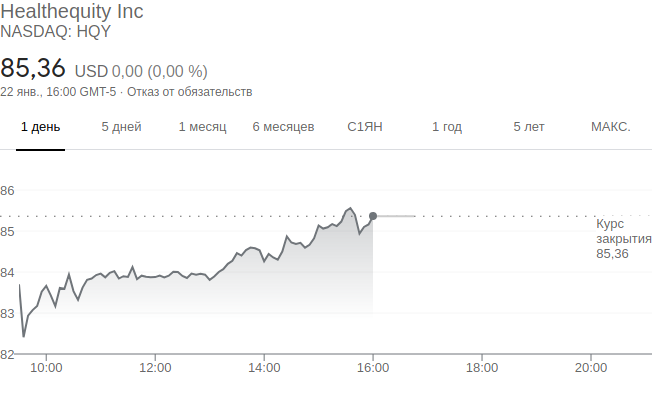 Healthequity Inc
NASDAQ: HQY
85,36 USD 0,00 (0,00 %)
22 янв., 16:00 GMT-5 · Отказ от обязательств
1 день 5 дней 1 месяц 6 месяцев С1ЯН 1 год 5 лет МАКС.
86
85
84
83
82
Курс
закрытия
85,36
10:00 12:00 14:00 16:00 18:00 20:00